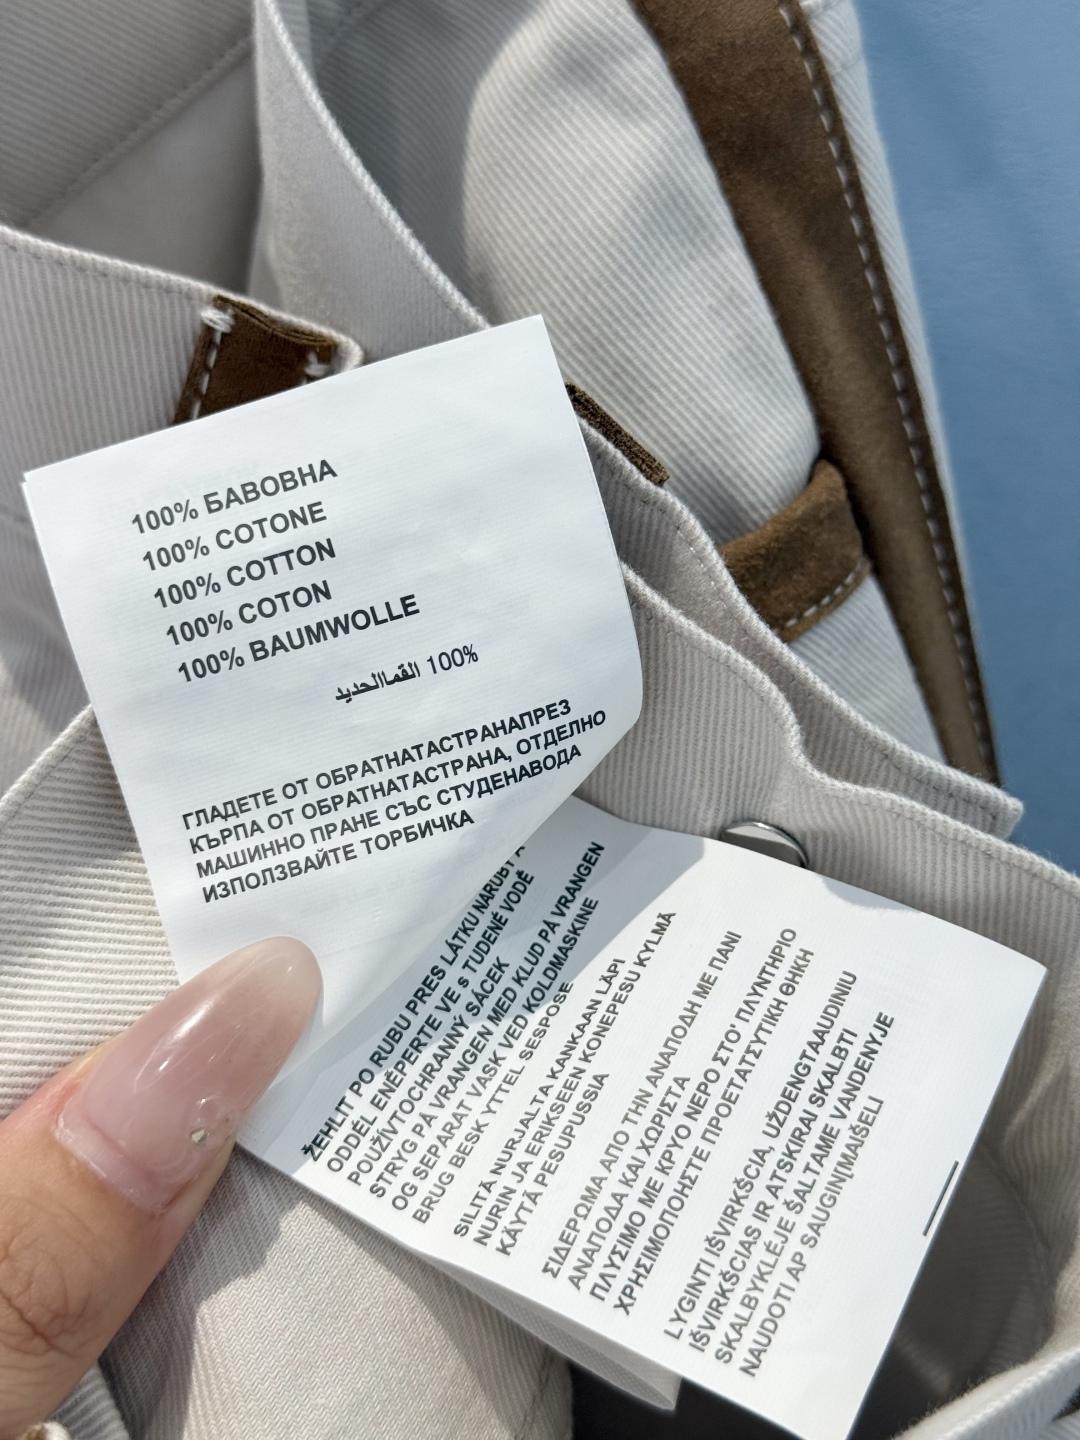 100% БАВОВНА
100% COTONE
100% COTTON
100% COTON
100% BAUMWOLLE
100% القماالحديد
ГЛАДЕТЕ ОТ ОБРАТНАТАСТРАНАПРЕЗ
КЪРПА ОТ ОБРАТНАТАСТРАНА, ОТДЕЛНО
МАШИННО ПРАНЕ СЪС СТУДЕНАВОДА
ИЗПОЛЗВАЙТЕ ТОРБИЧКА
ŽEHLIT PO RUBU PRES LÁTKU NARUBY
ODDĚL ENĚPERTE VE s TUDENÉ VODĚ
POUŽÍVTOCHRANNÝ SÁCEK
STRYG PÅ VRANGEN MED KLUD PÅ VRANGEN
OG SEPARAT VASK VED KOLDMASKINE
BRUG BESK YTTEL SESPOSE
SILITÄ NURJALTA KANKAAN LÄPI
NURIN JA ERIKSEEN KONEPESU KYLMÄ
KÄYTÄ PESUPUSSIA
ΣΙΔΕΡΩΜΑ ΑΠΟ ΤΗΝ ΑΝΑΠΟΔΗ ΜΕ ΠΑΝΙ
ΑΝΑΠΟΔΑ ΚΑΙ ΧΩΡΙΣΤΑ
ΠΛΥΣΙΜΟ ΜΕ ΚΡΥΟ ΝΕΡΟ ΣΤΟ' ΠΛΥΝΤΗΡΙΟ
ΧΡΗΣΙΜΟΠΟΗΣΤΕ ΠΡΟΕΤΑΤΣΥΤΙΚΗ ΘΗΚΗ
LYGINTI IŠVIRKŠCIA, UŽDENGTAAUDINIU
IŠVIRKŠCIAS IR ATSKIRAI SKALBTI
SKALBYKLĖJE ŠALTAME VANDENYJE
NAUDOTI AP SAUGINĮMAIŠELI